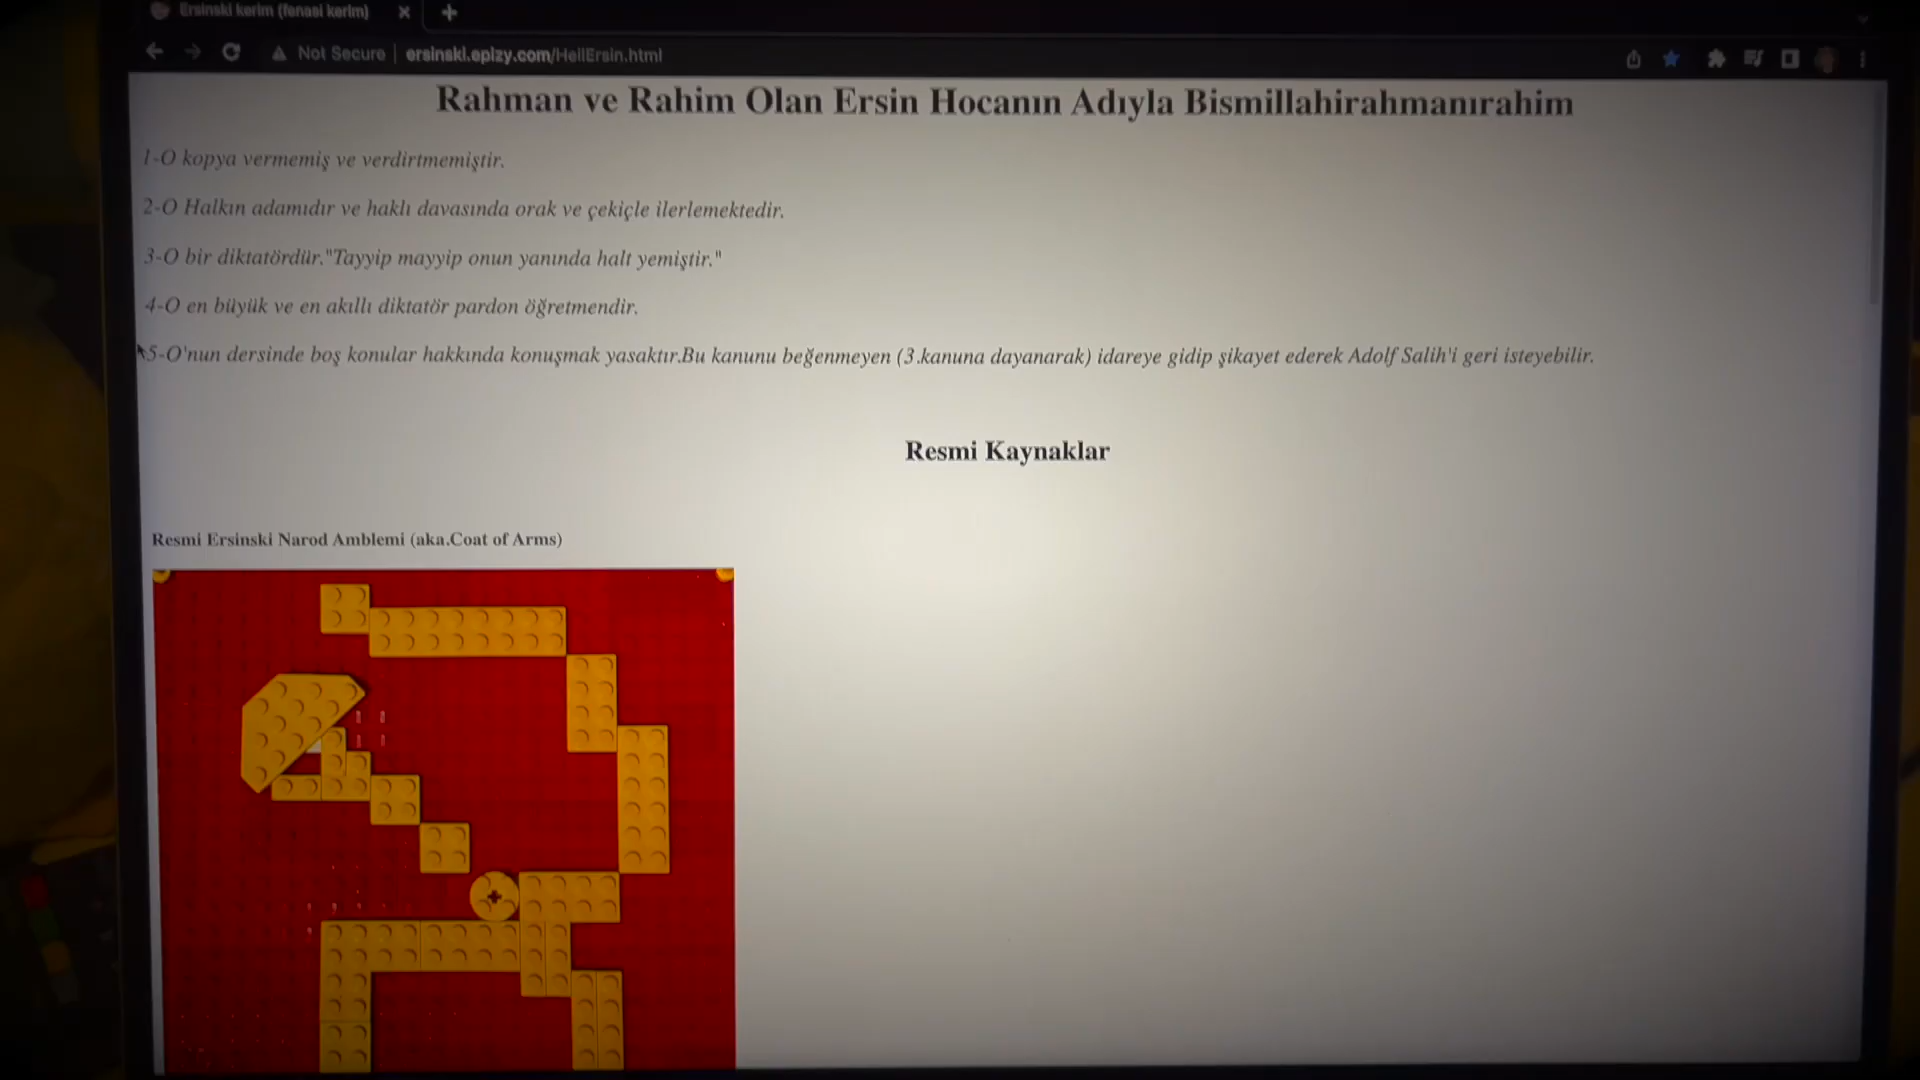 Ersinski kerim (fenasi kerim)
Not Secure | ersinski.epizy.com/HeilErsin.html
Rahman ve Rahim Olan Ersin Hocanın Adıyla Bismillahirahmanırahim
1-O kopya vermemiş ve verdirtmemiştir.
2-O Halkın adamıdır ve haklı davasında orak ve çekiçle ilerlemektedir.
3-O bir diktatördür."Tayyip mayyip onun yanında halt yemiştir."
4-O en büyük ve en akıllı diktatör pardon öğretmendir.
5-O'nun dersinde boş konular hakkında konuşmak yasaktır.Bu kanunu beğenmeyen (3.kanuna dayanarak) idareye gidip şikayet ederek Adolf Salih'i geri isteyebilir.
Resmi Kaynaklar
Resmi Ersinski Narod Amblemi (aka.Coat of Arms)